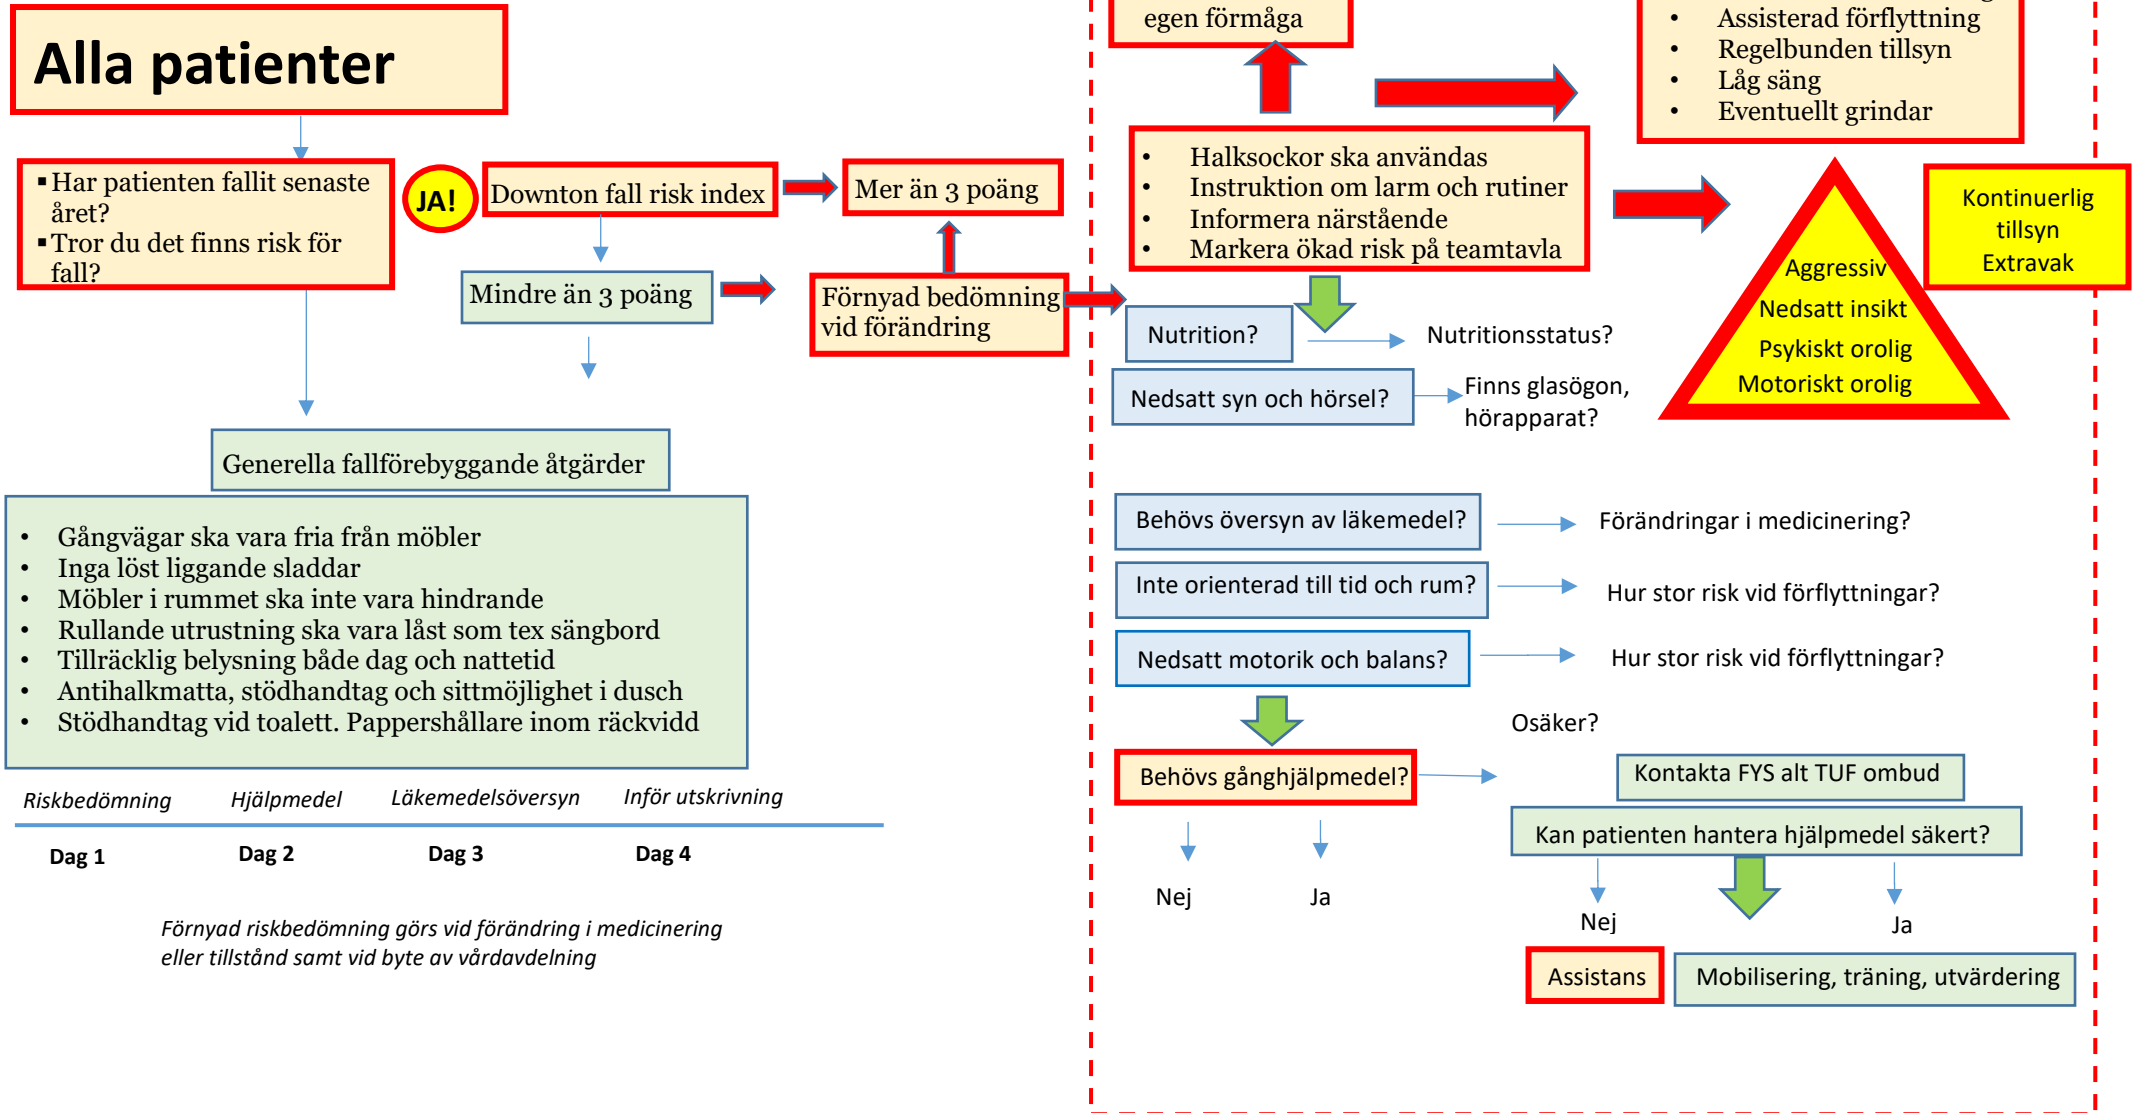 Alla patienter
▪Har patienten fallit senaste
året?
▪Tror du det finns risk för
fall?
JA!
Downton fall risk index
Mer än 3 poäng
Mindre än 3 poäng
Förnyad bedömning
vid förändring
Generella fallförebyggande åtgärder
• Gångvägar ska vara fria från möbler
• Inga löst liggande sladdar
• Möbler i rummet ska inte vara hindrande
• Rullande utrustning ska vara låst som tex sängbord
• Tillräcklig belysning både dag och nattetid
• Antihalkmatta, stödhandtag och sittmöjlighet i dusch
• Stödhandtag vid toalett. Pappershållare inom räckvidd
Riskbedömning Hjälpmedel Läkemedelsöversyn Inför utskrivning
Dag 1 Dag 2 Dag 3 Dag 4
Förnyad riskbedömning görs vid förändring i medicinering
eller tillstånd samt vid byte av vårdavdelning
egen förmåga
• Assisterad förflyttning
• Regelbunden tillsyn
• Låg säng
• Eventuellt grindar
• Halksockor ska användas
• Instruktion om larm och rutiner
• Informera närstående
• Markera ökad risk på teamtavla
Kontinuerlig
tillsyn
Extravak
Aggressiv
Nedsatt insikt
Psykiskt orolig
Motoriskt orolig
Nutrition?
Nutritionsstatus?
Nedsatt syn och hörsel?
Finns glasögon,
hörapparat?
Behövs översyn av läkemedel?
Förändringar i medicinering?
Inte orienterad till tid och rum?
Hur stor risk vid förflyttningar?
Nedsatt motorik och balans?
Hur stor risk vid förflyttningar?
Osäker?
Behövs gånghjälpmedel?
Kontakta FYS alt TUF ombud
Kan patienten hantera hjälpmedel säkert?
Nej
Ja
Nej
Ja
Assistans
Mobilisering, träning, utvärdering